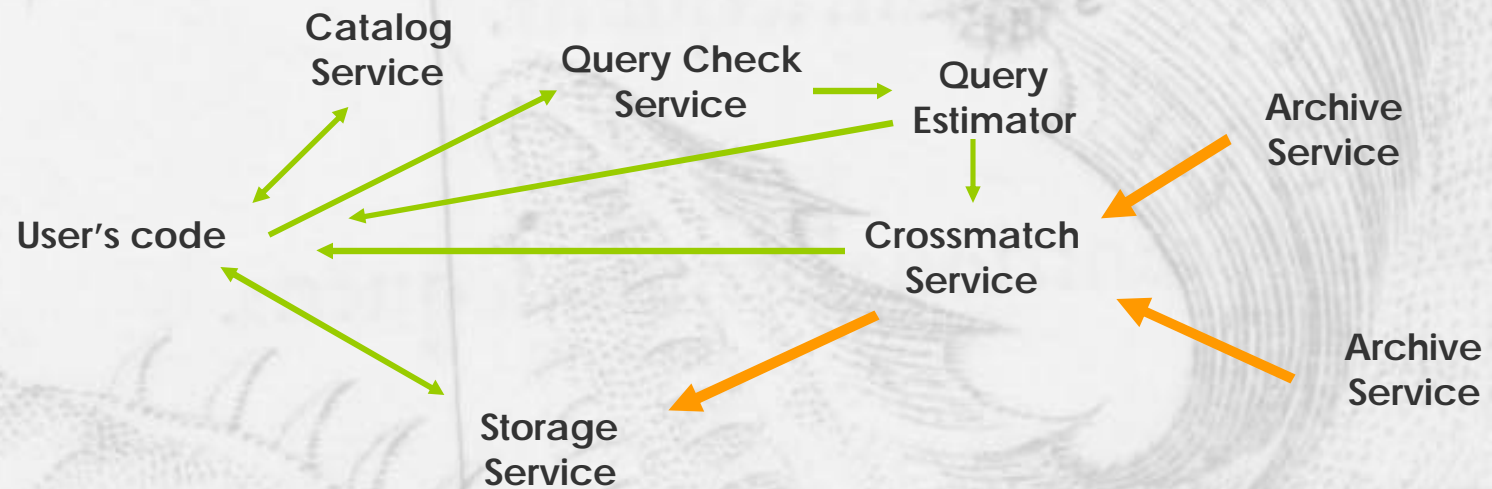 Catalog
Service
Query Check
Service
Query
Estimator
Archive
Service
User's code
Crossmatch
Service
Archive
Service
Storage
Service